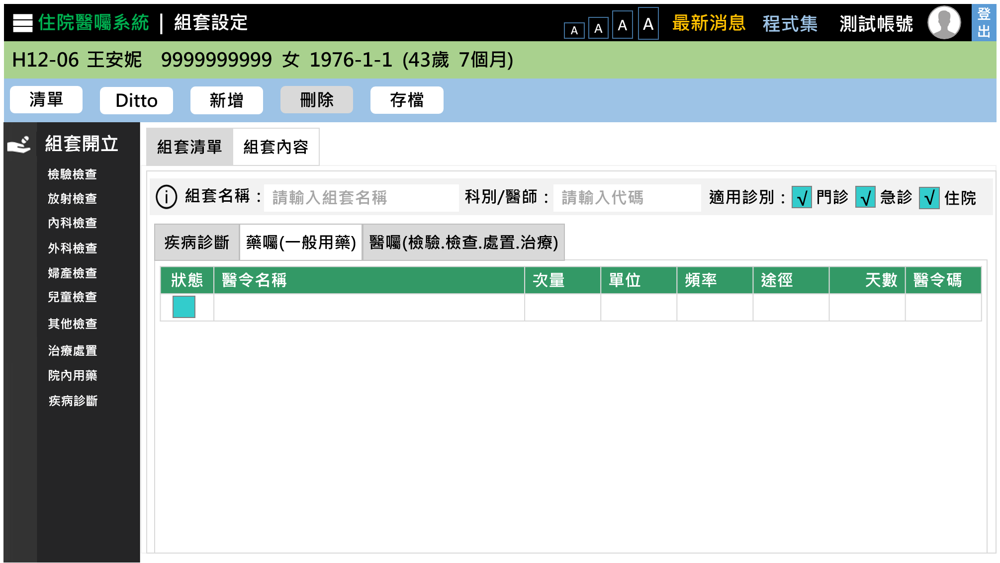 住院醫囑系統 | 組套設定 A A A A 最新消息 程式集 測試帳號 登出
H12-06 王安妮 9999999999 女 1976-1-1 (43歲 7個月)
清單 Ditto 新增 刪除 存檔
組套開立
檢驗檢查
放射檢查
內科檢查
外科檢查
婦產檢查
兒童檢查
其他檢查
治療處置
院內用藥
疾病診斷
組套清單 組套內容
組套名稱：請輸入組套名稱 科別/醫師：請輸入代碼 適用診別：√ 門診 √ 急診 √ 住院
疾病診斷 藥囑(一般用藥) 醫囑(檢驗.檢查.處置.治療)
狀態 醫令名稱 次量 單位 頻率 途徑 天數 醫令碼